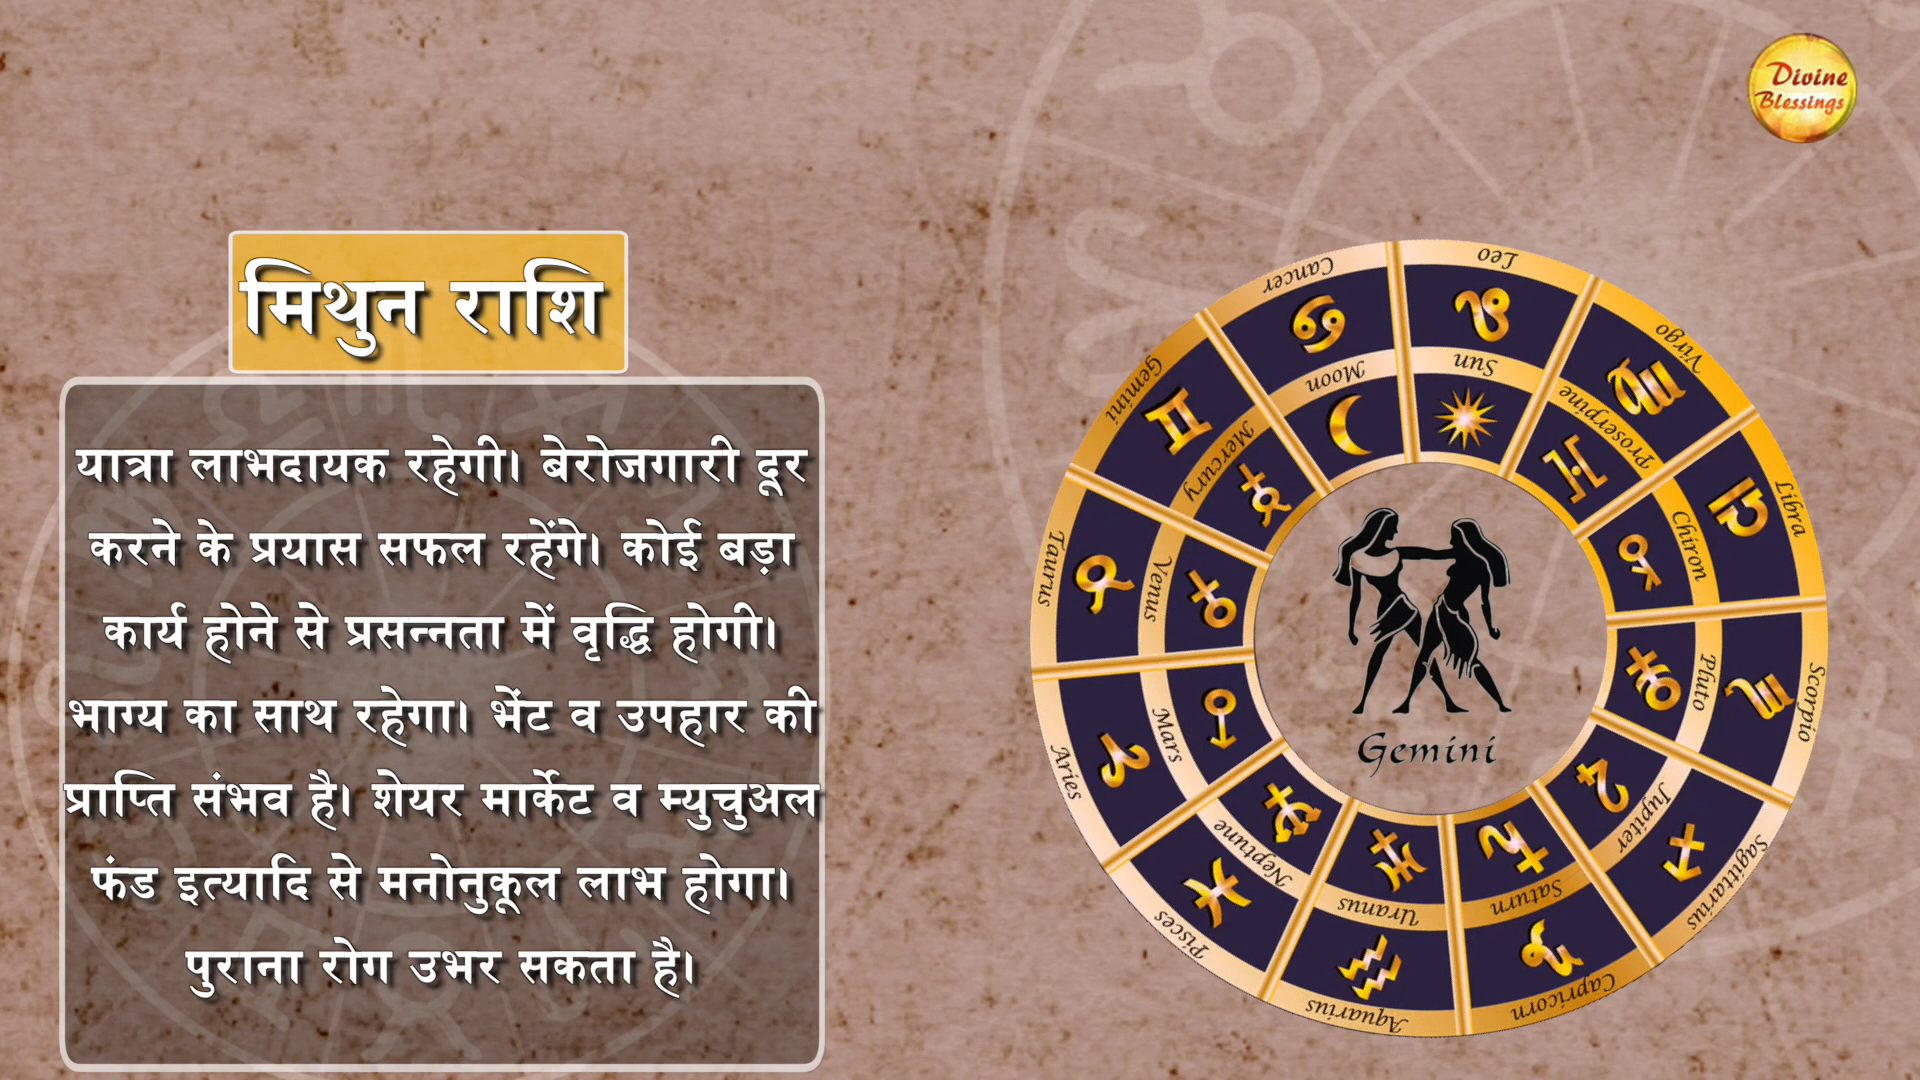 Divine
Blessings
मिथुन राशि
यात्रा लाभदायक रहेगी। बेरोजगारी दूर
करने के प्रयास सफल रहेंगे। कोई बड़ा
कार्य होने से प्रसन्नता में वृद्धि होगी।
भाग्य का साथ रहेगा। भेंट व उपहार की
प्राप्ति संभव है। शेयर मार्केट व म्युचुअल
फंड इत्यादि से मनोनुकूल लाभ होगा।
पुराना रोग उभर सकता है।
Leo
Virgo
Libra
Scorpio
Sagittarius
Capricorn
Aquarius
Pisces
Aries
Taurus
Gemini
Cancer
Sun
Proserpine
Chiron
Pluto
Jupiter
Saturn
Uranus
Neptune
Mars
Venus
Mercury
Moon
Gemini